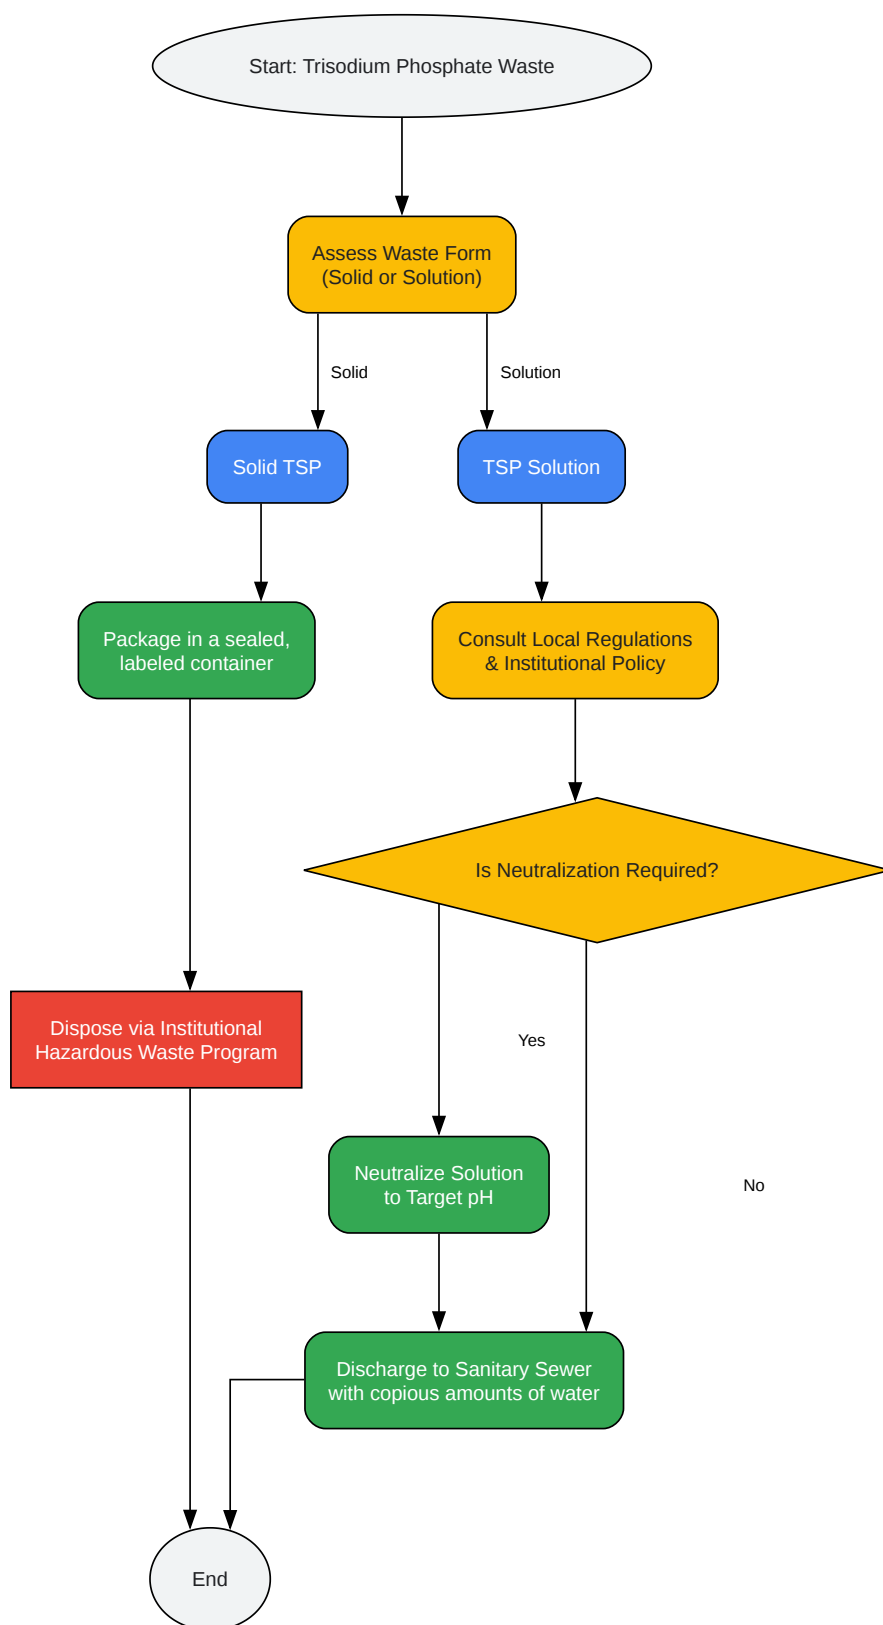 Start: Trisodium Phosphate Waste
Assess Waste Form
(Solid or Solution)
Solid
Solution
Solid TSP
TSP Solution
Package in a sealed,
labeled container
Consult Local Regulations
& Institutional Policy
Is Neutralization Required?
Dispose via Institutional
Hazardous Waste Program
Yes
Neutralize Solution
to Target pH
No
Discharge to Sanitary Sewer
with copious amounts of water
End